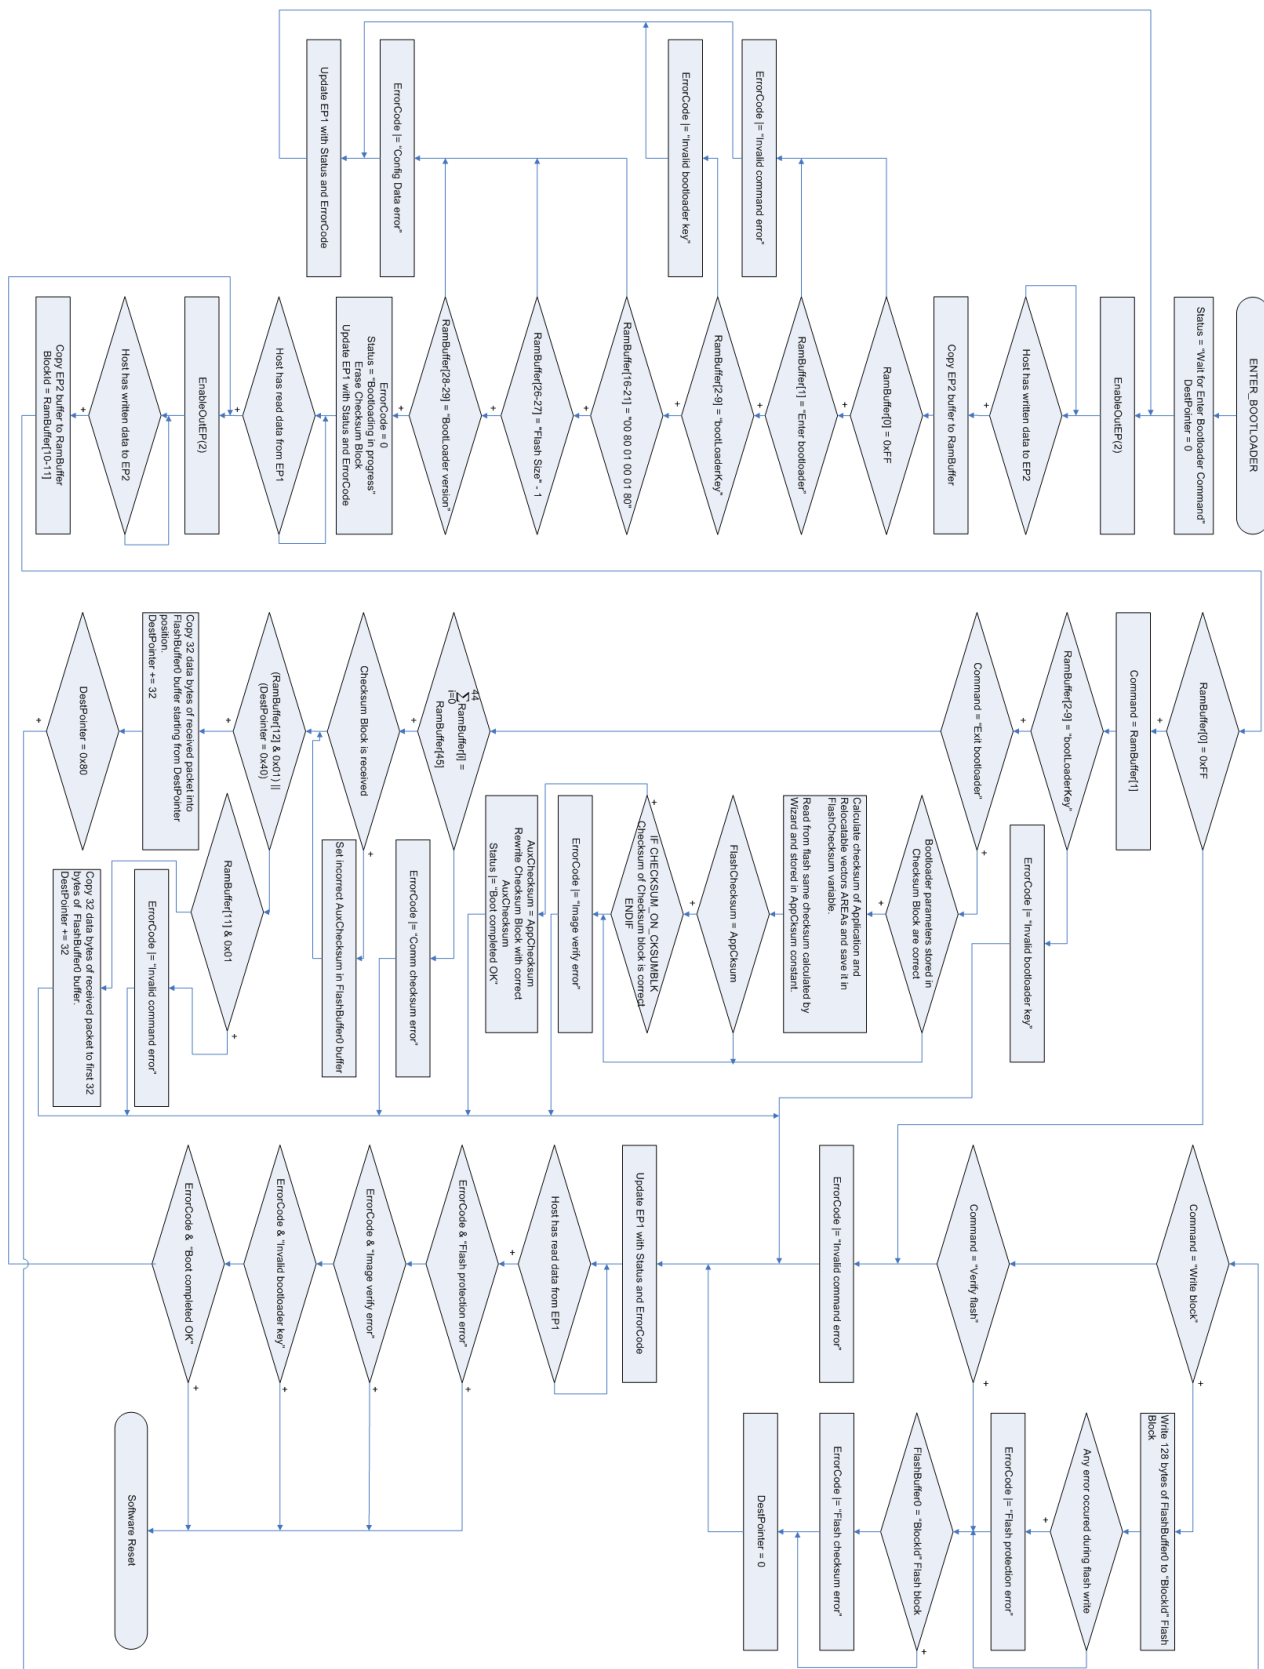 ENTER_BOOTLOADER
Status = "Wait for Enter Bootloader Command"
DestPointer = 0
EnableOutEP(2)
Host has written data to EP2
+
Copy EP2 buffer to RamBuffer
RamBuffer[0] = 0xFF
+
RamBuffer[1] = "Enter bootloader"
+
RamBuffer[2-9] = "bootLoaderKey"
+
RamBuffer[16-21] = "00 80 01 00 01 80"
+
RamBuffer[26-27] = "Flash Size" - 1
+
RamBuffer[28-29] = "BootLoader version"
+
ErrorCode = 0
Status = "Bootloading in progress"
Erase Checksum Block
Update EP1 with Status and ErrorCode
Host has read data from EP1
+
EnableOutEP(2)
Host has written data to EP2
+
Copy EP2 buffer to RamBuffer
BlockId = RamBuffer[10-11]
ErrorCode |= "Invalid command error"
ErrorCode |= "Invalid bootloader key"
ErrorCode |= "Config Data error"
Update EP1 with Status and ErrorCode
RamBuffer[0] = 0xFF
+
Command = RamBuffer[1]
RamBuffer[2-9] = "bootLoaderKey"
+
ErrorCode |= "Invalid bootloader key"
Command = "Exit bootloader"
+
Bootloader parameters stored in
Checksum Block are correct
+
Calculate checksum of Application and
Relocatable vectors AREAs and save it in
FlashChecksum variable.
Read from flash same checksum calculated by
Wizard and stored in AppCksum constant.
FlashChecksum = AppCksum
+
IF CHECKSUM_ON_CKSUMBLK
Checksum of Checksum block is correct
ENDIF
+
ErrorCode |= "Image verify error"
AuxChecksum = AppChecksum
Rewrite Checksum Block with correct
AuxChecksum
Status |= "Boot completed OK"
44
∑ RamBuffer[i] =
i=0
RamBuffer[45]
+
ErrorCode |= "Comm checksum error"
Checksum Block is received
+
Set incorrect AuxChecksum in FlashBuffer0 buffer
(RamBuffer[12] & 0x01) ||
(DestPointer = 0x40)
+
RamBuffer[11] & 0x01
+
ErrorCode |= "Invalid command error"
Copy 32 data bytes of received packet to first 32
bytes of FlashBuffer0 buffer.
DestPointer += 32
Copy 32 data bytes of received packet into
FlashBuffer0 buffer starting from DestPointer
position.
DestPointer += 32
DestPointer = 0x80
+
Command = "Write block"
+
Write 128 bytes of FlashBuffer0 to "BlockId" Flash
Block
Any error occured during flash write
+
ErrorCode |= "Flash protection error"
Command = "Verify flash"
+
FlashBuffer0 = "BlockId" Flash block
+
ErrorCode |= "Invalid command error"
ErrorCode |= "Flash checksum error"
DestPointer = 0
Update EP1 with Status and ErrorCode
Host has read data from EP1
+
ErrorCode & "Flash protection error"
+
ErrorCode & "Image verify error"
+
ErrorCode & "Invalid bootloader key"
+
ErrorCode & "Boot completed OK"
+
Software Reset